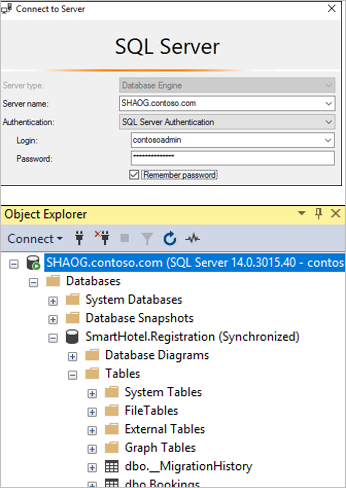 Connect to Server
SQL Server
Server type: Database Engine
Server name: SHAOG.contoso.com
Authentication: SQL Server Authentication
Login: contosoadmin
Password: **************
Remember password
Object Explorer
Connect
SHAOG.contoso.com (SQL Server 14.0.3015.40 - contos
Databases
System Databases
Database Snapshots
SmartHotel.Registration (Synchronized)
Database Diagrams
Tables
System Tables
FileTables
External Tables
Graph Tables
dbo.__MigrationHistory
dbo.Bookings